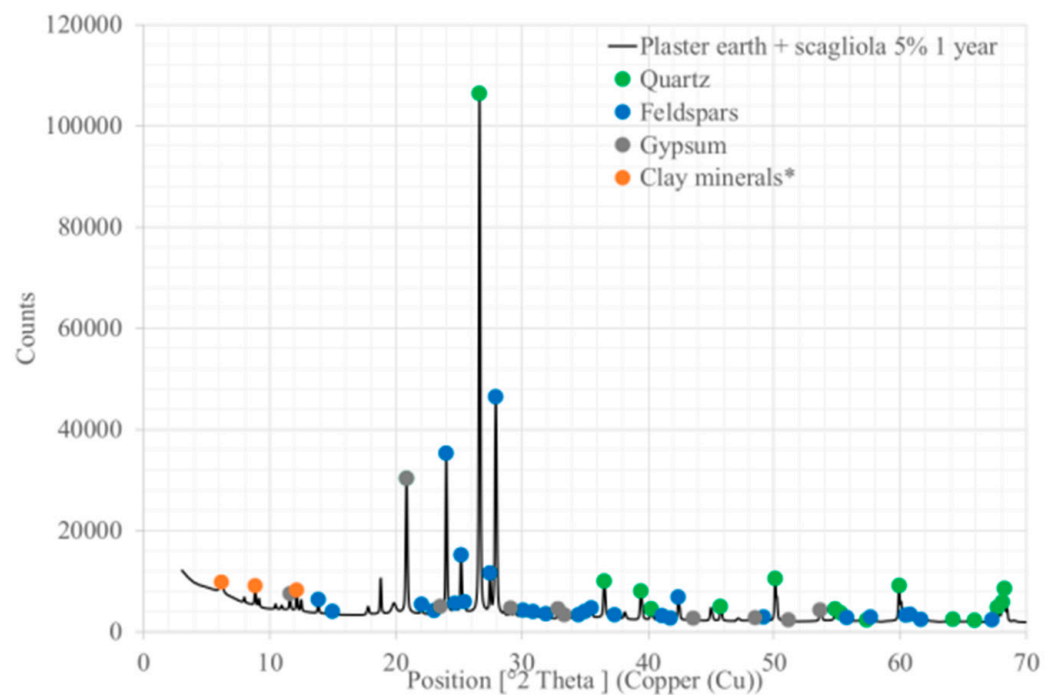 120000
100000
80000
60000
40000
20000
0
Counts
Plaster earth + scagliola 5% 1 year
Quartz
Feldspars
Gypsum
Clay minerals*
0 10 20 30 40 50 60 70
Position [°2 Theta ] (Copper (Cu))